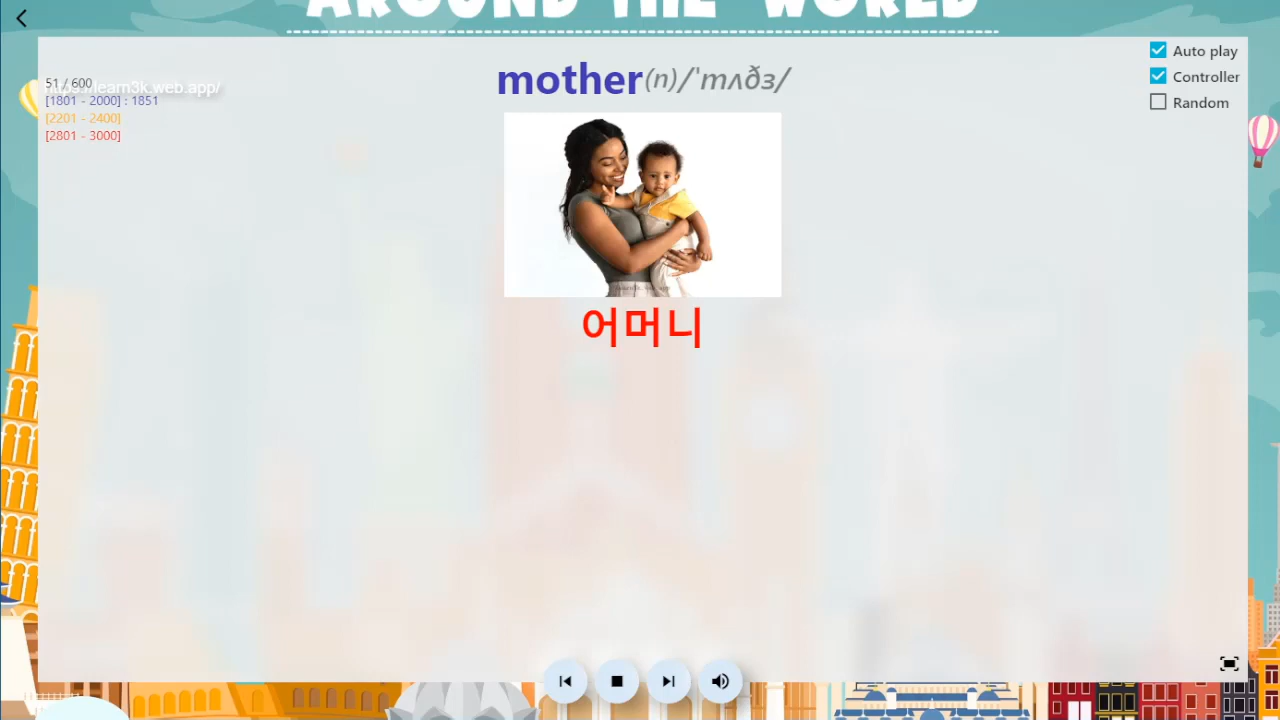 AROUND THE WORLD
51 / 600
https://learn3k.web.app/
[1801 - 2000] : 1851
[2201 - 2400]
[2801 - 3000]
mother(n)/'mʌðɜ/
Auto play
Controller
Random
어머니